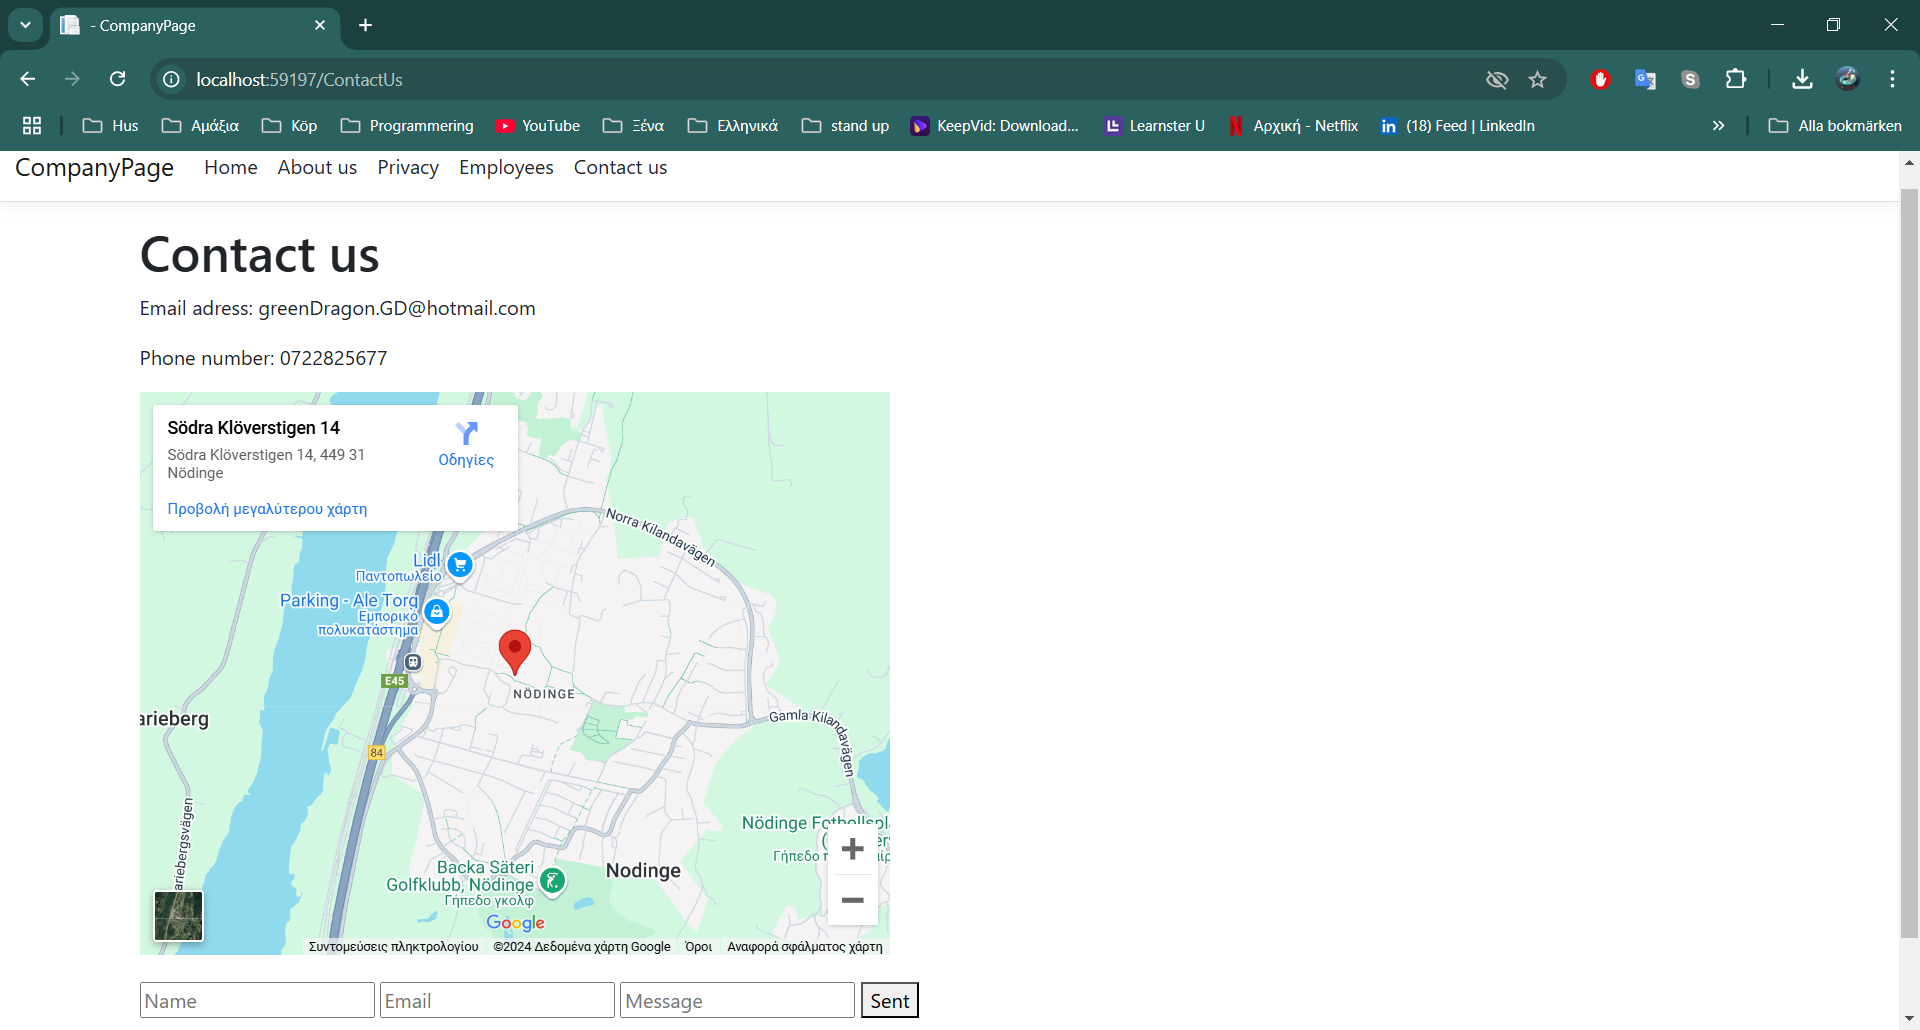 - CompanyPage
localhost:59197/ContactUs
Hus Αμάξια Köp Programmering YouTube Ξένα Ελληνικά stand up KeepVid: Download... Learnster U Αρχική - Netflix (18) Feed | LinkedIn Alla bokmärken
CompanyPage Home About us Privacy Employees Contact us
Contact us
Email adress: greenDragon.GD@hotmail.com
Phone number: 0722825677
Södra Klöverstigen 14
Södra Klöverstigen 14, 449 31
Nödinge
Οδηγίες
Προβολή μεγαλύτερου χάρτη
Norra Kilandavägen
Lidl
Παντοπωλείο
Parking - Ale Torg
Εμπορικό
πολυκατάστημα
E45
NÖDINGE
arieberg
Gamla Kilandavägen
84
ariebergsvägen
Nödinge Fotbollspl
Γήπεδο
Nodinge
Backa Säteri
Golfklubb, Nödinge
Γήπεδο γκολφ
Google
Συντομεύσεις πληκτρολογίου ©2024 Δεδομένα χάρτη Google Όροι Αναφορά σφάλματος χάρτη
Name Email Message Sent